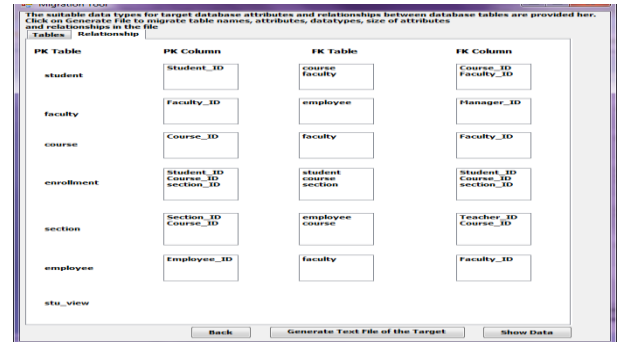 Migration Tool
The suitable data types for target database attributes and relationships between database tables are provided her.
Click on Generate File to migrate table names, attributes, datatypes, size of attributes
and relationships in the file
Tables Relationship
PK Table PK Column FK Table FK Column
student Student_ID course Course_ID
faculty Faculty_ID
faculty Faculty_ID employee Manager_ID
course Course_ID faculty Faculty_ID
enrollment Student_ID student Student_ID
Course_ID course Course_ID
section_ID section section_ID
section Section_ID employee Teacher_ID
Course_ID course Course_ID
employee Employee_ID faculty Faculty_ID
stu_view
Back Generate Text File of the Target Show Data